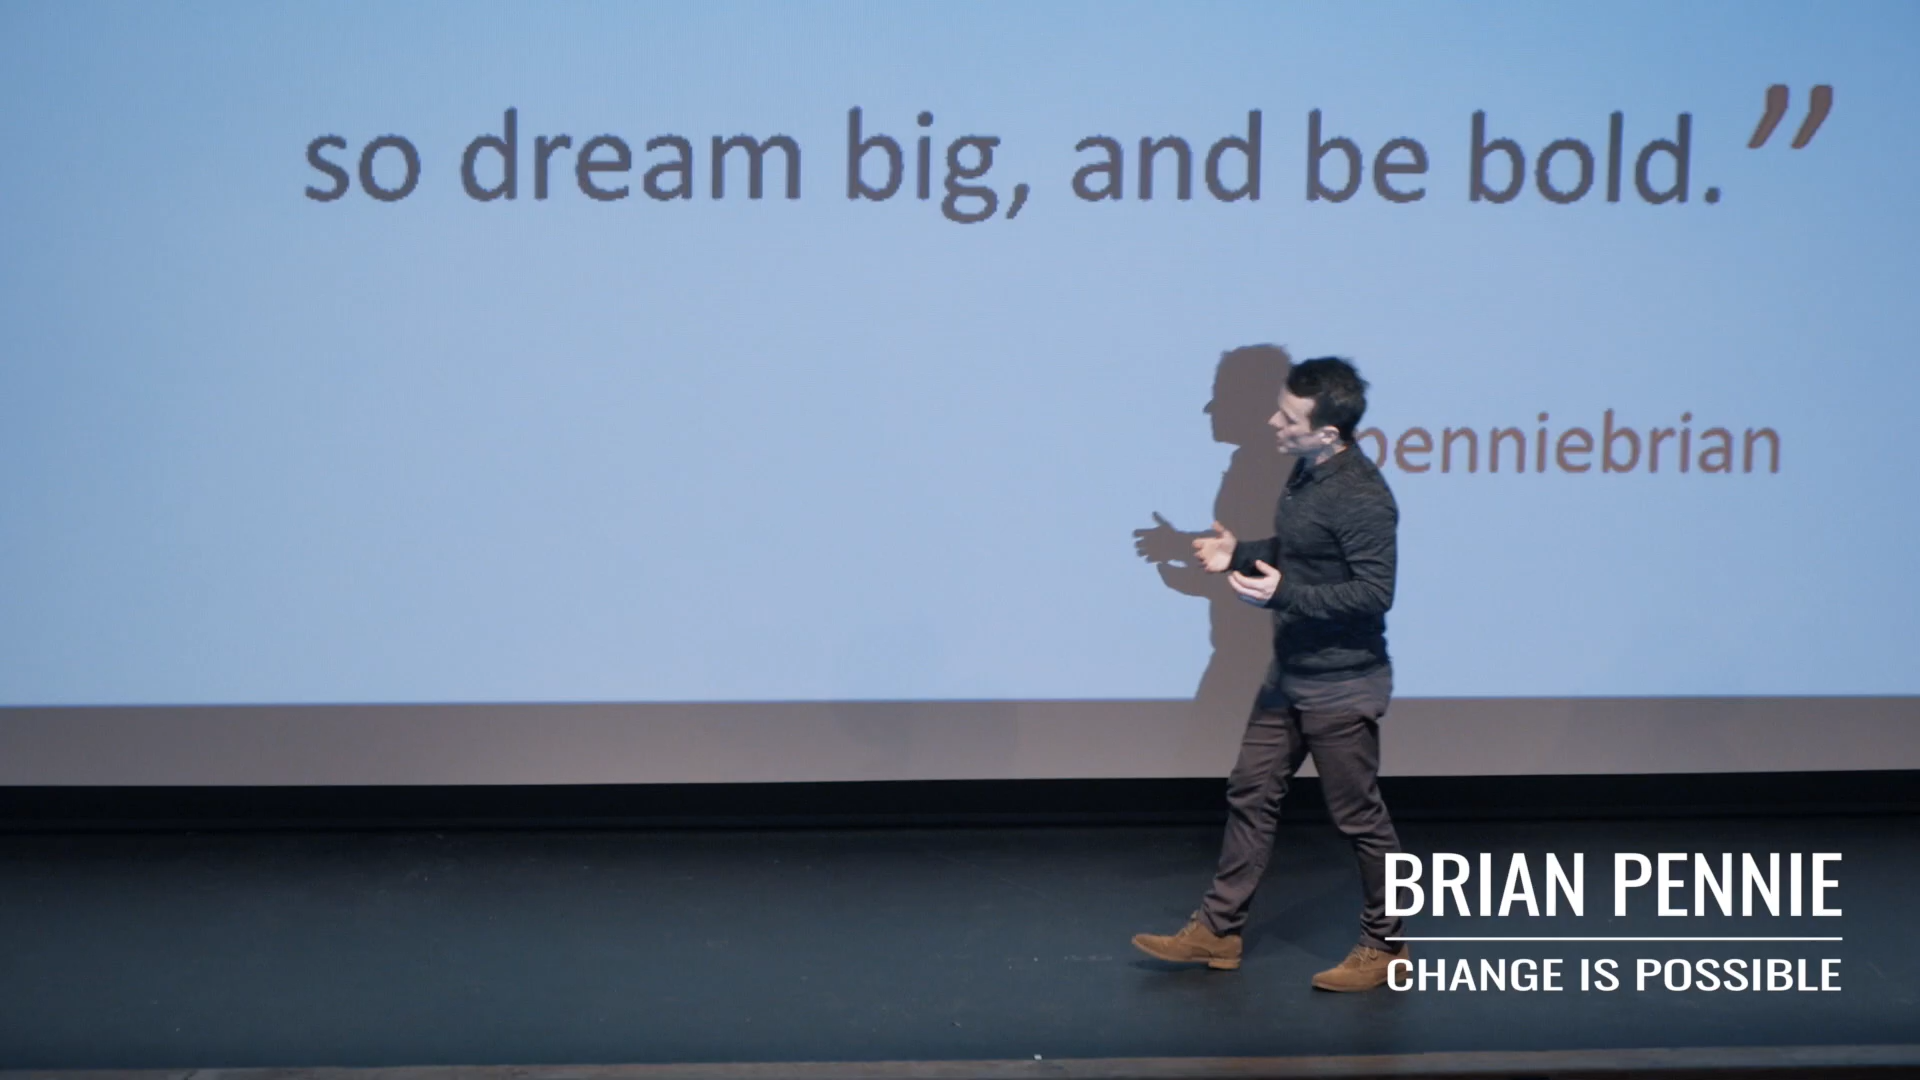 so dream big, and be bold.”
penniebrian
BRIAN PENNIE
CHANGE IS POSSIBLE